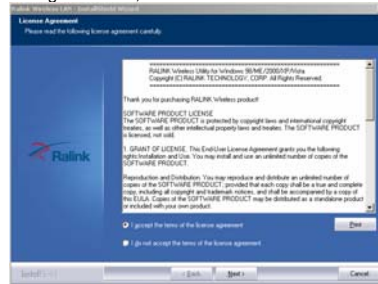 Ralink Wireless LAN - InstallShield Wizard
License Agreement
Please read the following license agreement carefully.
RALINK Wireless Utility for Windows 98/ME/2000/XP/Vista
Copyright (C) RALINK TECHNOLOGY, CORP. All Rights Reserved.
Thank you for purchasing RALINK Wireless product!
SOFTWARE PRODUCT LICENSE
The SOFTWARE PRODUCT is protected by copyright laws and international copyright
treaties, as well as other intellectual property laws and treaties. The SOFTWARE PRODUCT
is licensed, not sold.
1. GRANT OF LICENSE. This End-User License Agreement grants you the following
rights:Installation and Use. You may install and use an unlimited number of copies of the
SOFTWARE PRODUCT.
Reproduction and Distribution. You may reproduce and distribute an unlimited number of
copies of the SOFTWARE PRODUCT; provided that each copy shall be a true and complete
copy, including all copyright and trademark notices, and shall be accompanied by a copy of
this EULA. Copies of the SOFTWARE PRODUCT may be distributed as a standalone product
or included with your own product.
Ralink
I accept the terms of the license agreement
Print
I do not accept the terms of the license agreement
InstallShield
< Back
Next >
Cancel